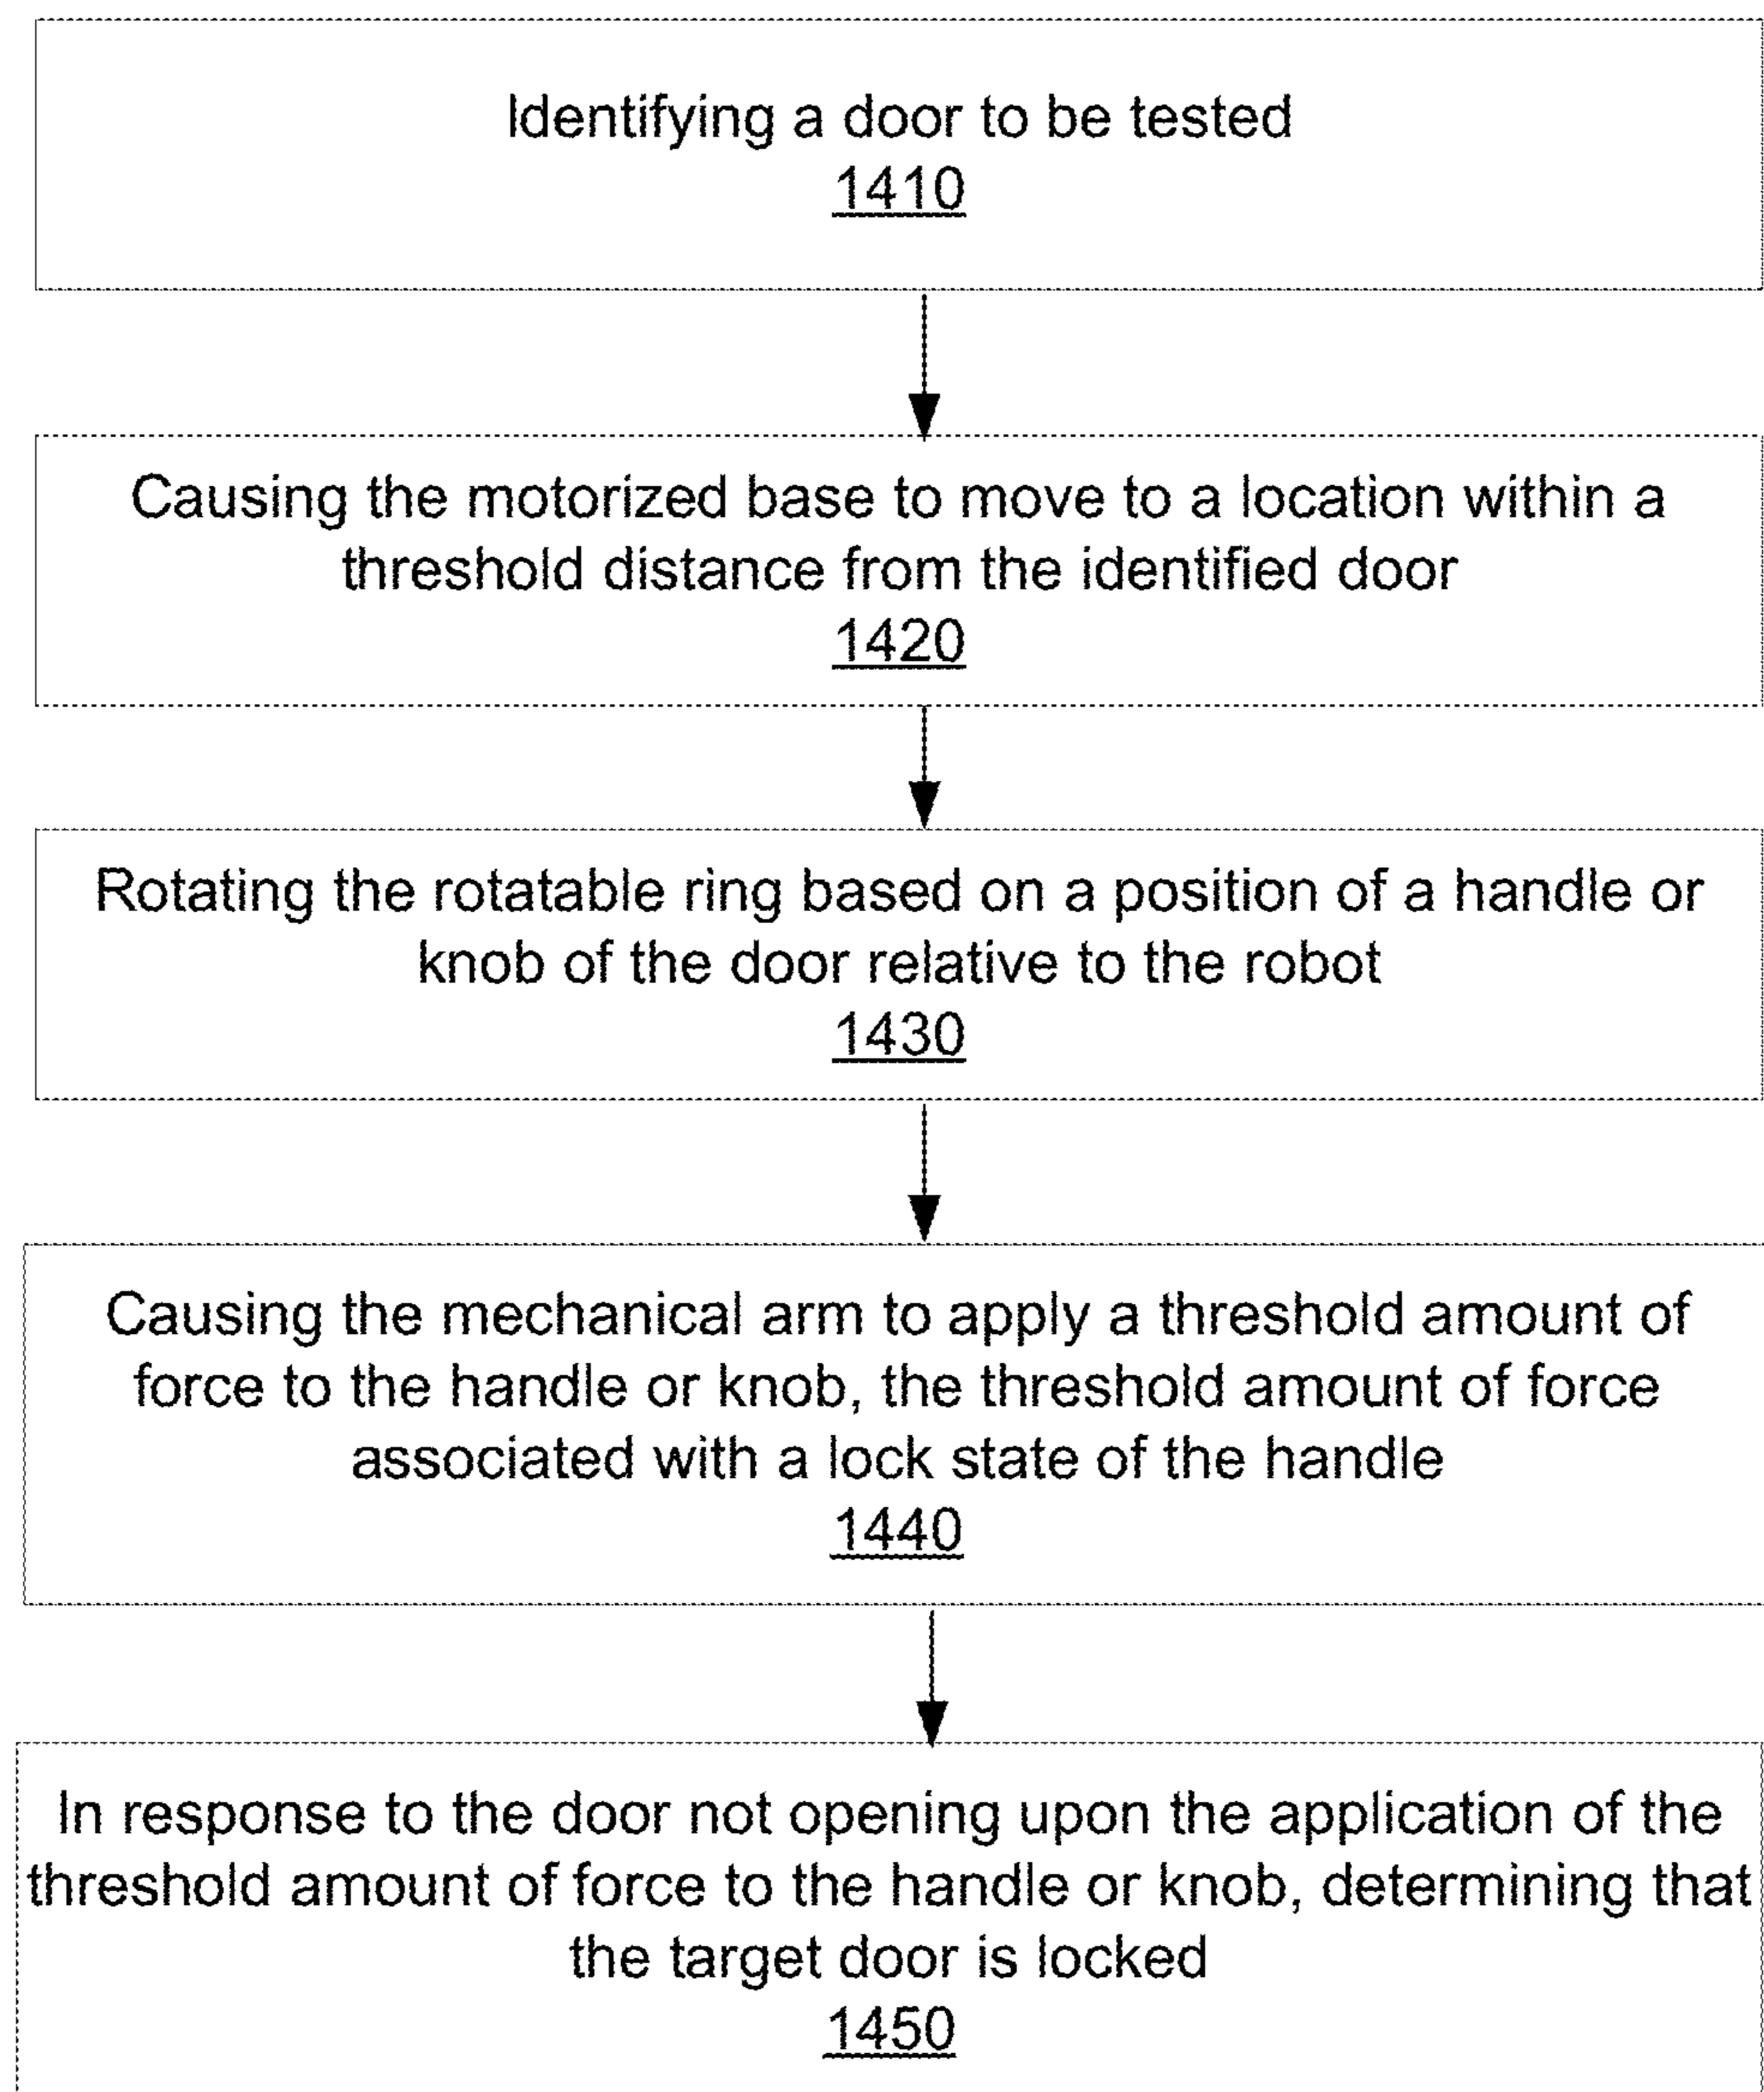 Identifying a door to be tested
1410
Causing the motorized base to move to a location within a
threshold distance from the identified door
1420
Rotating the rotatable ring based on a position of a handle or
knob of the door relative to the robot
1430
Causing the mechanical arm to apply a threshold amount of
force to the handle or knob, the threshold amount of force
associated with a lock state of the handle
1440
In response to the door not opening upon the application of the
threshold amount of force to the handle or knob, determining that
the target door is locked
1450